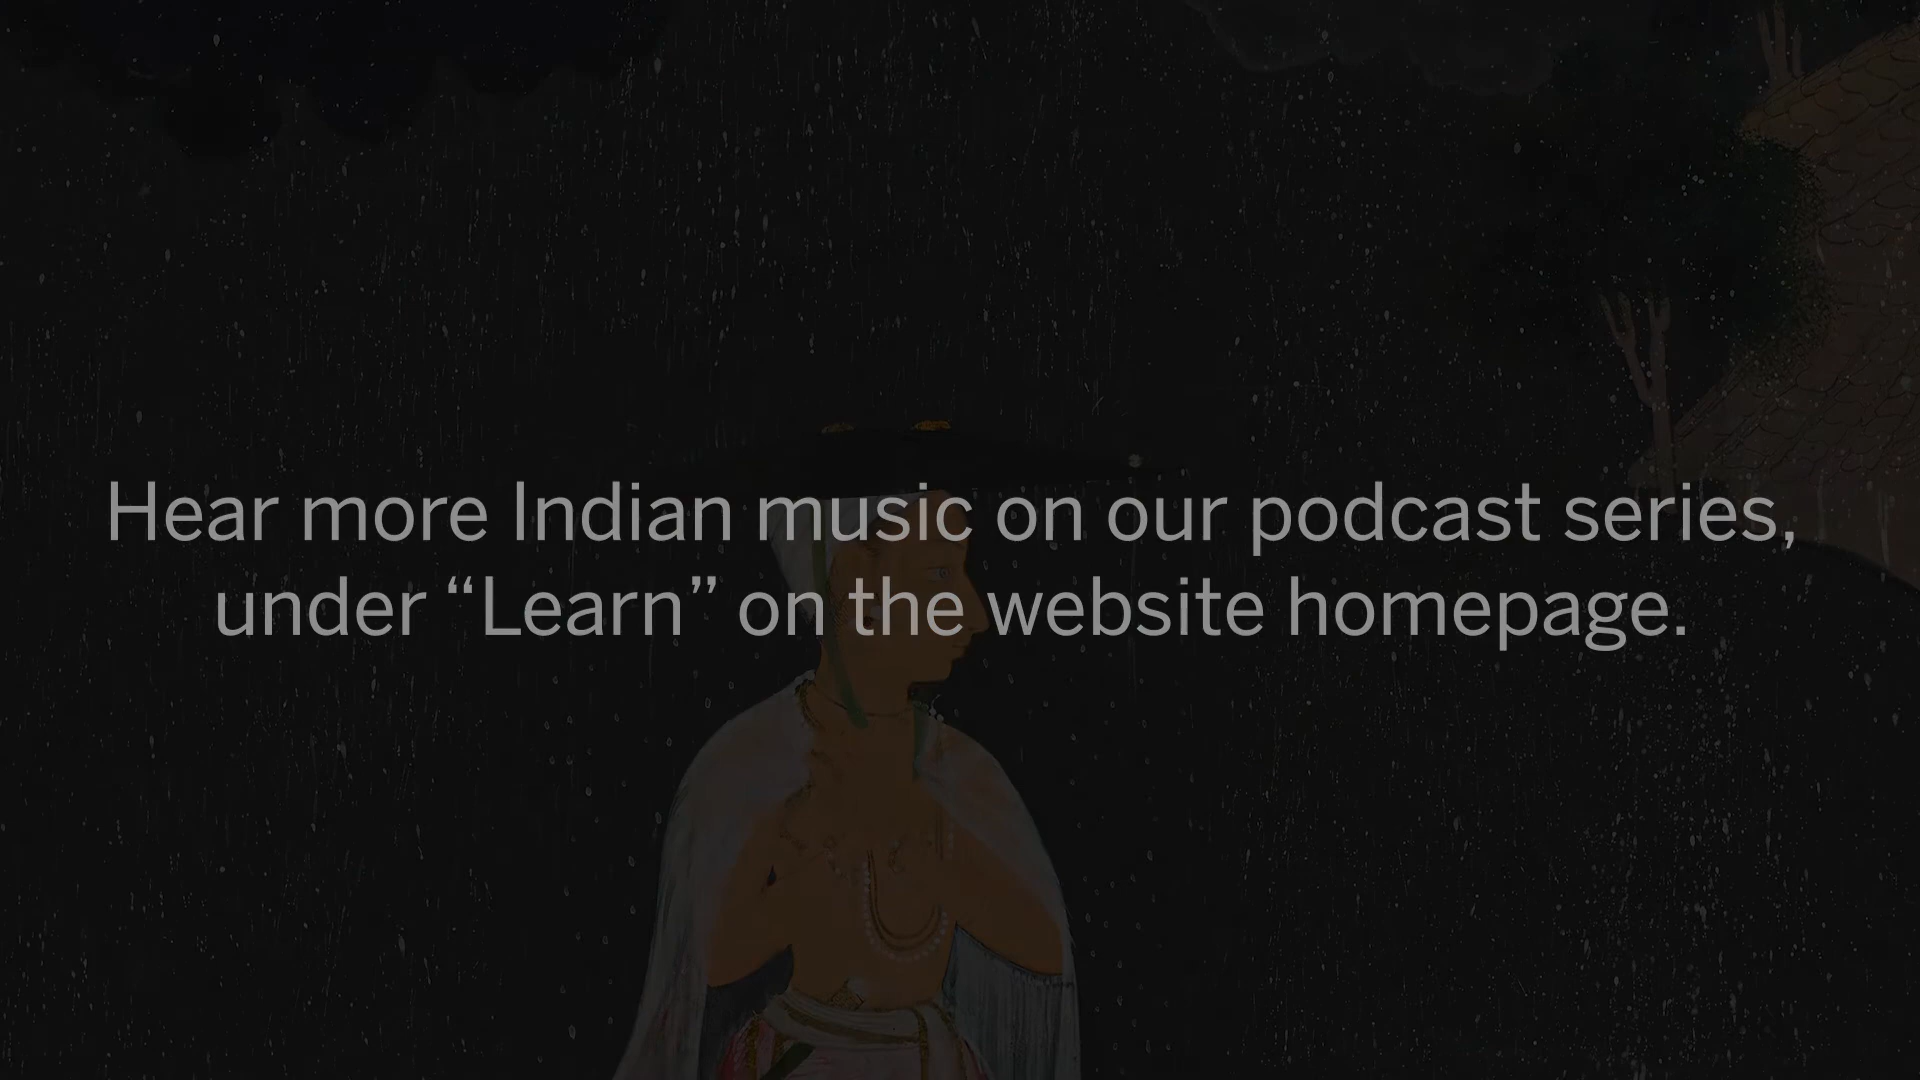 Hear more Indian music on our podcast series,
under “Learn” on the website homepage.